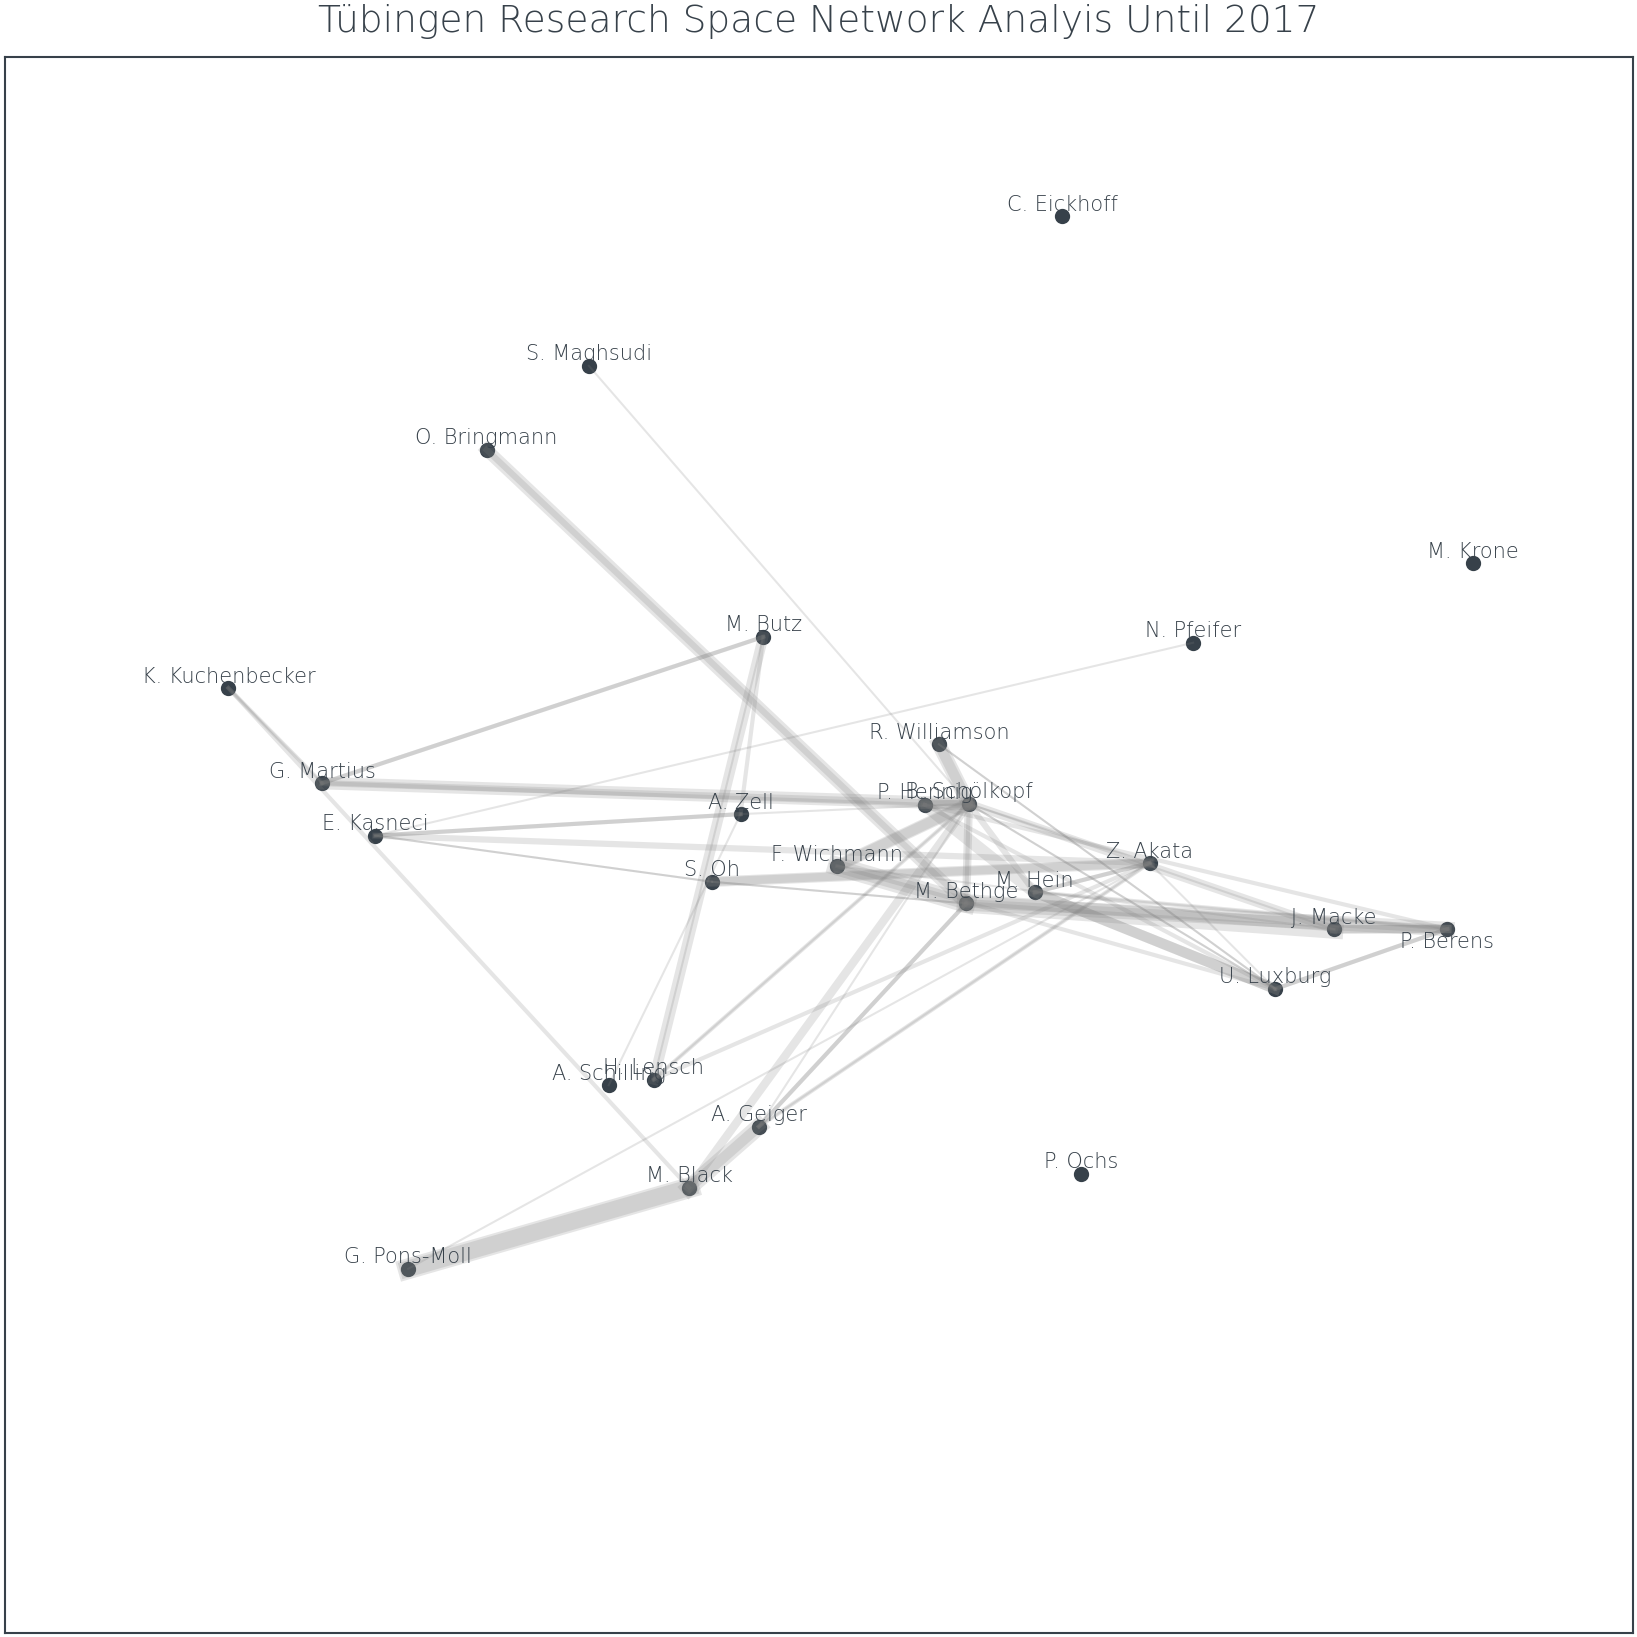 Tübingen Research Space Network Analyis Until 2017
C. Eickhoff
S. Maghsudi
O. Bringmann
M. Krone
M. Butz
N. Pfeifer
K. Kuchenbecker
R. Williamson
G. Martius
P. Hennig
B. Schölkopf
A. Zell
E. Kasneci
F. Wichmann
Z. Akata
S. Oh
M. Hein
M. Bethge
J. Macke
P. Berens
U. Luxburg
A. Schilling
H. Lensch
A. Geiger
P. Ochs
M. Black
G. Pons-Moll